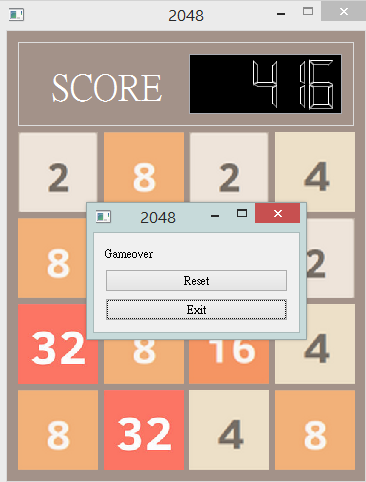 2048
SCORE 416
2 8 2 4
2048
8 2
Gameover
Reset
Exit
32 8 16 4
8 32 4 8